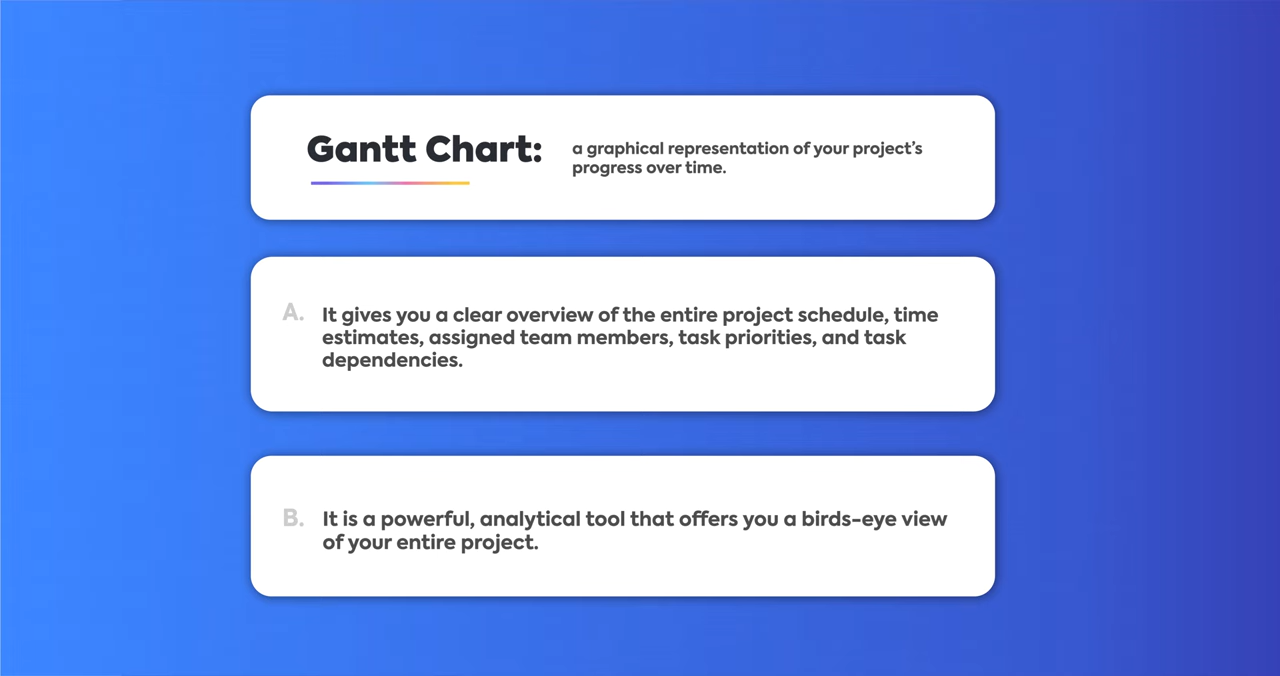 Gantt Chart:
a graphical representation of your project's
progress over time.
A.
It gives you a clear overview of the entire project schedule, time
estimates, assigned team members, task priorities, and task
dependencies.
B.
It is a powerful, analytical tool that offers you a birds-eye view
of your entire project.